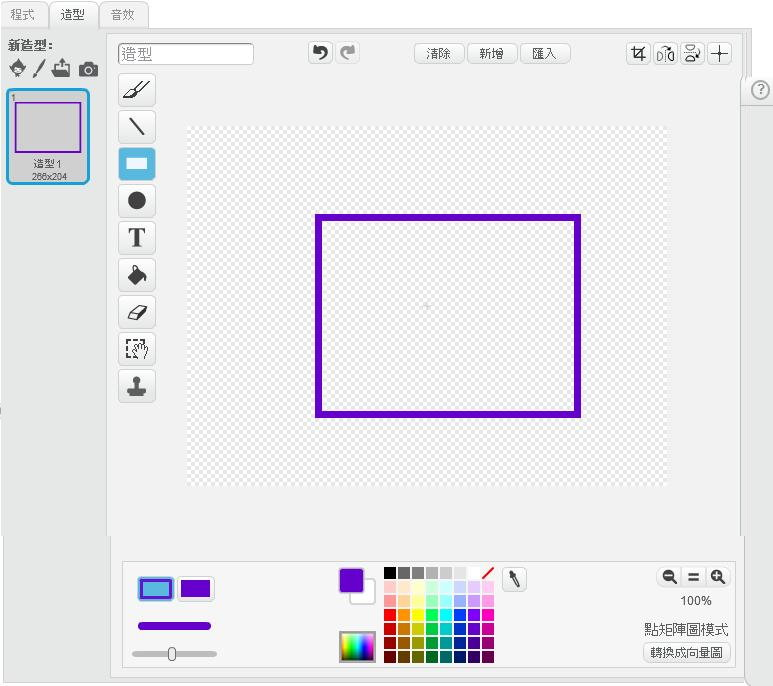 程式 造型 音效
新造型:
造型
清除 新增 匯入
?
1
造型1
266x204
T
100%
點矩陣圖模式
轉換成向量圖